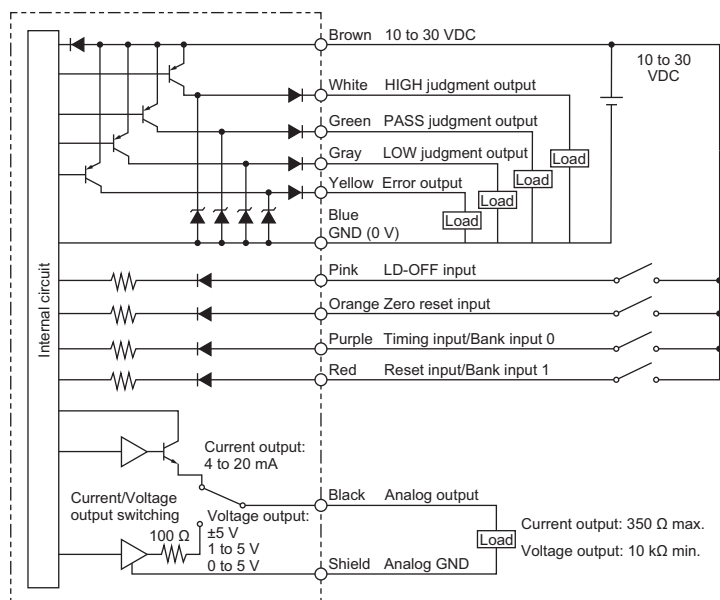 Brown 10 to 30 VDC
10 to 30
VDC
White HIGH judgment output
Green PASS judgment output
Gray LOW judgment output
Yellow Error output
Load
Load
Load
Load
Blue
GND (0 V)
Internal circuit
Pink LD-OFF input
Orange Zero reset input
Purple Timing input/Bank input 0
Red Reset input/Bank input 1
Current output:
4 to 20 mA
Current/Voltage
output switching
Black Analog output
Voltage output:
±5 V
1 to 5 V
0 to 5 V
100 Ω
Load
Current output: 350 Ω max.
Voltage output: 10 kΩ min.
Shield Analog GND